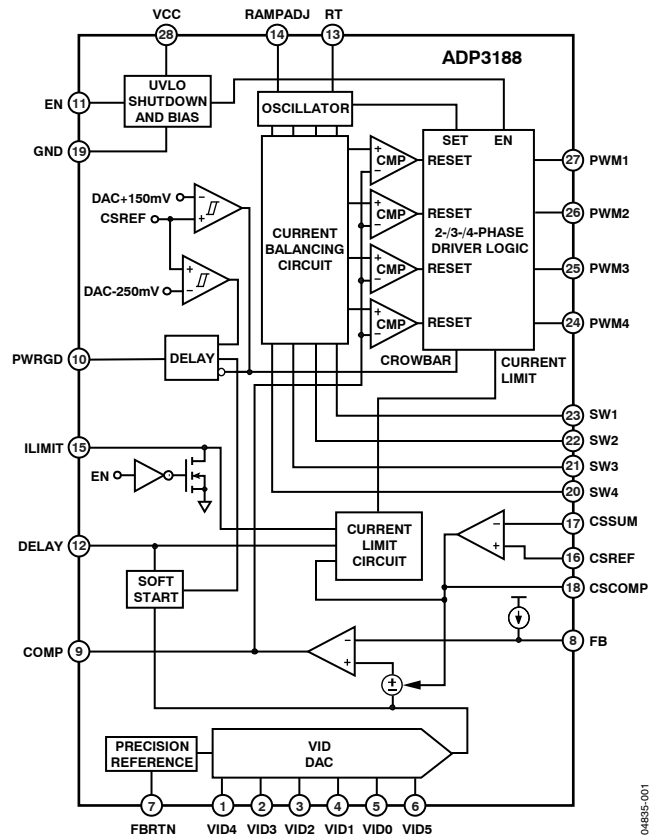 VCC
RAMPADJ
RT
28
14
13
ADP3188
UVLO
SHUTDOWN
AND BIAS
EN
11
OSCILLATOR
GND
19
SET
EN
+
–
CMP
RESET
27
PWM1
DAC+150mV
–
CSREF
+
CURRENT
BALANCING
CIRCUIT
+
–
CMP
RESET
2-/3-/4-PHASE
DRIVER LOGIC
26
PWM2
+
DAC-250mV
–
+
–
CMP
RESET
25
PWM3
+
–
CMP
RESET
24
PWM4
PWRGD
10
DELAY
CROWBAR
CURRENT
LIMIT
23
SW1
ILIMIT
15
22
SW2
EN
21
SW3
20
SW4
DELAY
12
CURRENT
LIMIT
CIRCUIT
–
17
CSSUM
+
16
CSREF
SOFT
START
18
CSCOMP
COMP
9
–
8
FB
+
±
PRECISION
REFERENCE
VID
DAC
7
1
2
3
4
5
6
FBRTN
VID4
VID3
VID2
VID1
VID0
VID5
04835-001